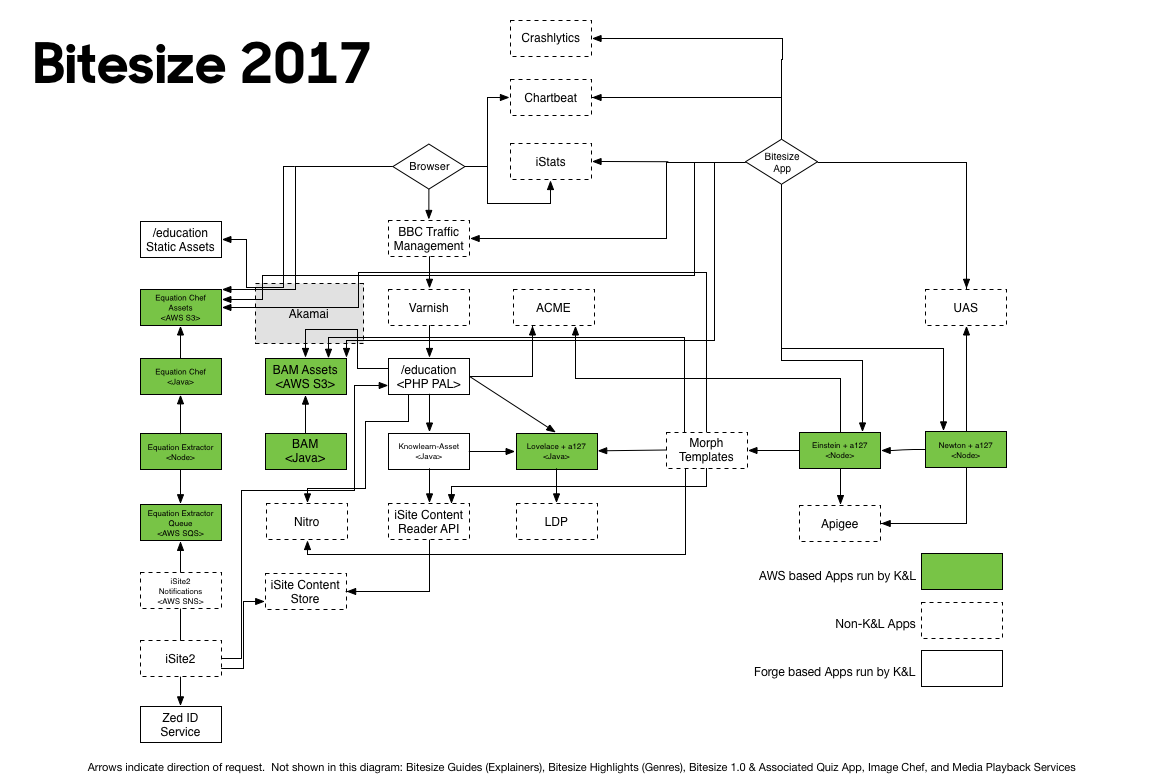 Bitesize 2017
Crashlytics
Chartbeat
iStats
Browser
Bitesize
App
/education
Static Assets
BBC Traffic
Management
Equation Chef
Assets
<AWS S3>
Akamai
Varnish
ACME
UAS
Equation Chef
<Java>
BAM Assets
<AWS S3>
/education
<PHP PAL>
Equation Extractor
<Node>
BAM
<Java>
Knowlearn-Asset
<Java>
Lovelace + a127
<Java>
Morph
Templates
Einstein + a127
<Node>
Newton + a127
<Node>
Equation Extractor
Queue
<AWS SQS>
Nitro
iSite Content
Reader API
LDP
Apigee
iSite2
Notifications
<AWS SNS>
iSite Content
Store
AWS based Apps run by K&L
Non-K&L Apps
iSite2
Forge based Apps run by K&L
Zed ID
Service
Arrows indicate direction of request.  Not shown in this diagram: Bitesize Guides (Explainers), Bitesize Highlights (Genres), Bitesize 1.0 & Associated Quiz App, Image Chef, and Media Playback Services